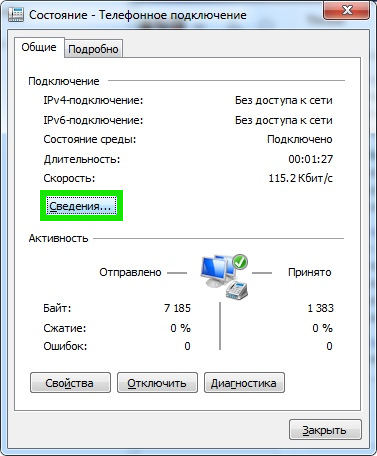 Состояние - Телефонное подключение
Общие Подробно
Подключение
IPv4-подключение: Без доступа к сети
IPv6-подключение: Без доступа к сети
Состояние среды: Подключено
Длительность: 00:01:27
Скорость: 115.2 Кбит/с
Сведения...
Активность
Отправлено Принято
Байт: 7 185 1 383
Сжатие: 0 % 0 %
Ошибок: 0 0
Свойства Отключить Диагностика
Закрыть